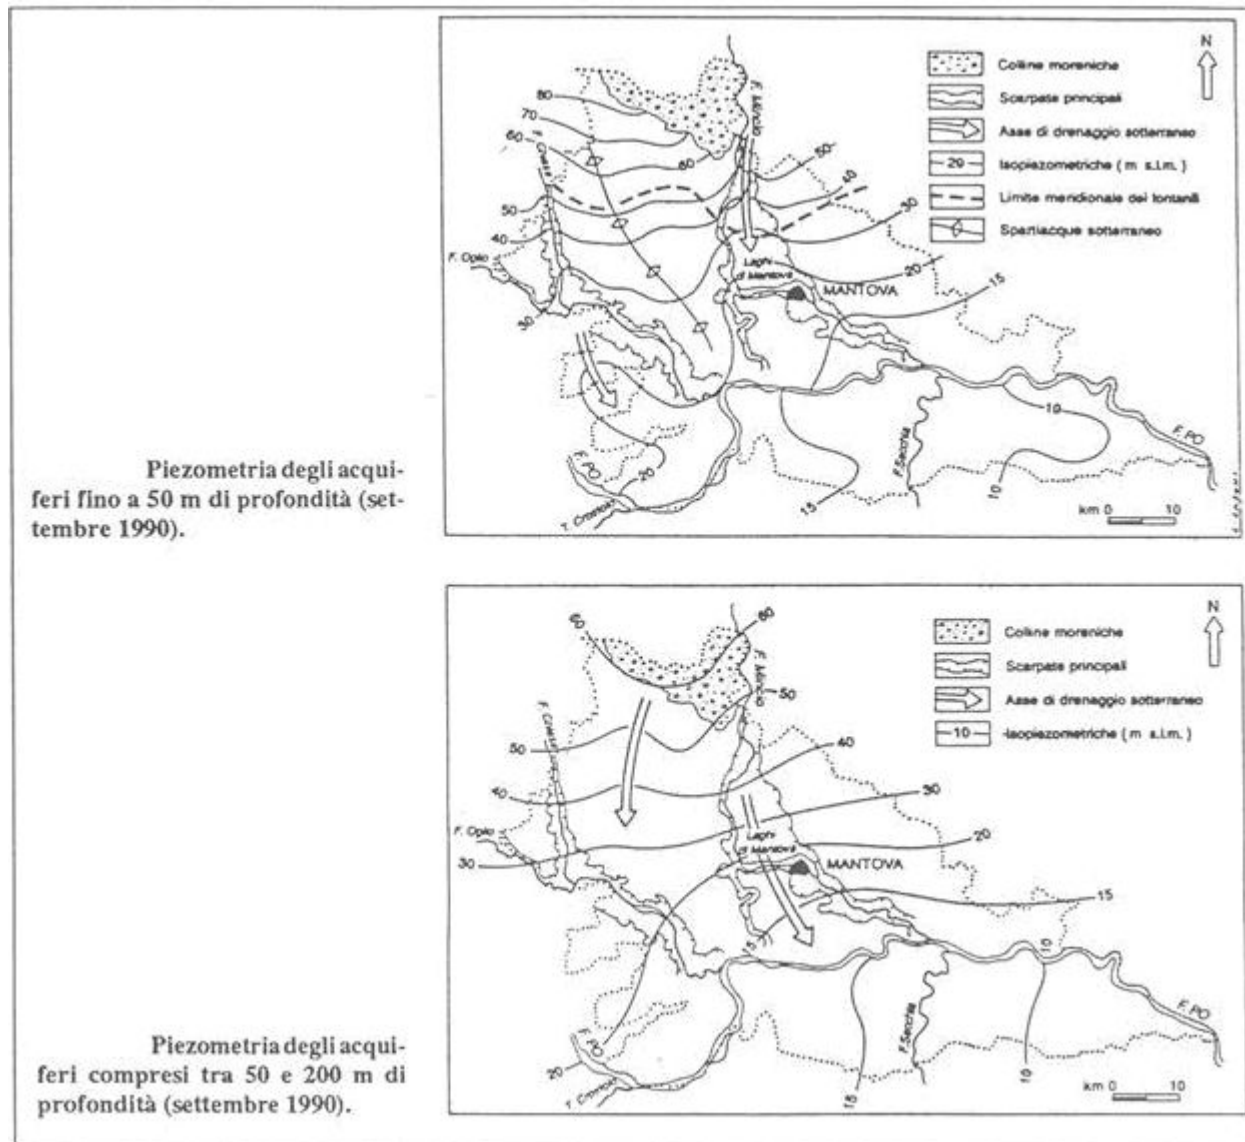 N
Colline moreniche
Scarpate principali
Asse di drenaggio sotterraneo
20 Isopiezometriche ( m s.l.m. )
Limite meridionale dei fontanili
Spartiacque sotterraneo
80
70
60
60
50
50
40
40
30
20
15
30
20
15
10
10
F. Mincio
F. Chiese
F. Oglio
Laghi
di Mantova
MANTOVA
F. PO
F. PO
F. Secchia
T. Crostolo
km 0 10
Piezometria degli acqui-
feri fino a 50 m di profondità (set-
tembre 1990).
N
Colline moreniche
Scarpate principali
Asse di drenaggio sotterraneo
10 Isopiezometriche ( m s.l.m. )
60
60
50
50
40
40
30
30
20
20
15
15
15
10
10
F. Mincio
F. Chiese
F. Oglio
Laghi
di Mantova
MANTOVA
F. PO
F. PO
F. Secchia
T. Crostolo
km 0 10
Piezometria degli acqui-
feri compresi tra 50 e 200 m di
profondità (settembre 1990).